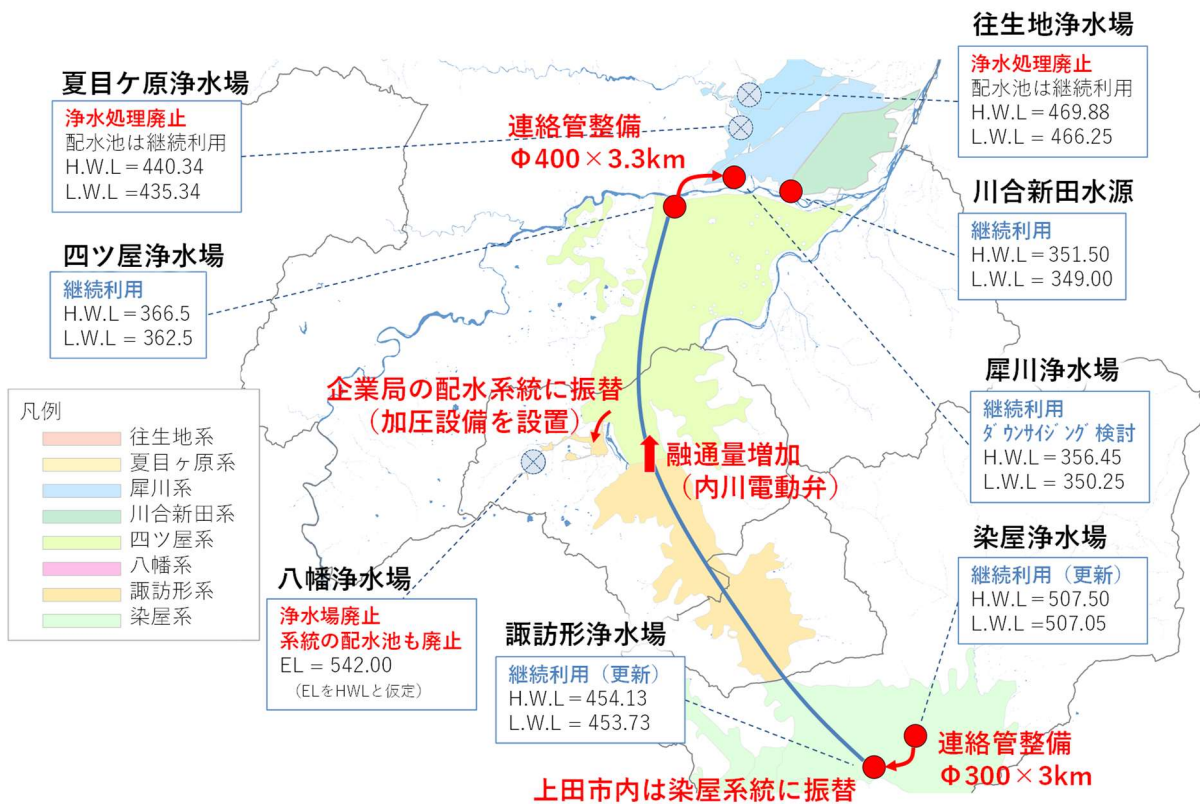 往生地浄水場
浄水処理廃止
配水池は継続利用
H.W.L＝469.88
L.W.L = 466.25
夏目ケ原浄水場
浄水処理廃止
配水池は継続利用
H.W.L＝440.34
L.W.L =435.34
連絡管整備
Φ400×3.3km
川合新田水源
継続利用
H.W.L＝351.50
L.W.L = 349.00
四ツ屋浄水場
継続利用
H.W.L＝366.5
L.W.L = 362.5
犀川浄水場
継続利用
ﾀﾞｳﾝｻｲｼﾞﾝｸﾞ検討
H.W.L＝356.45
L.W.L = 350.25
企業局の配水系統に振替
（加圧設備を設置）
融通量増加
（内川電動弁）
凡例
往生地系
夏目ヶ原系
犀川系
川合新田系
四ツ屋系
八幡系
諏訪形系
染屋系
八幡浄水場
浄水場廃止
系統の配水池も廃止
EL = 542.00
（ELをHWLと仮定）
染屋浄水場
継続利用（更新）
H.W.L＝507.50
L.W.L =507.05
諏訪形浄水場
継続利用（更新）
H.W.L＝454.13
L.W.L = 453.73
連絡管整備
Φ300×3km
上田市内は染屋系統に振替